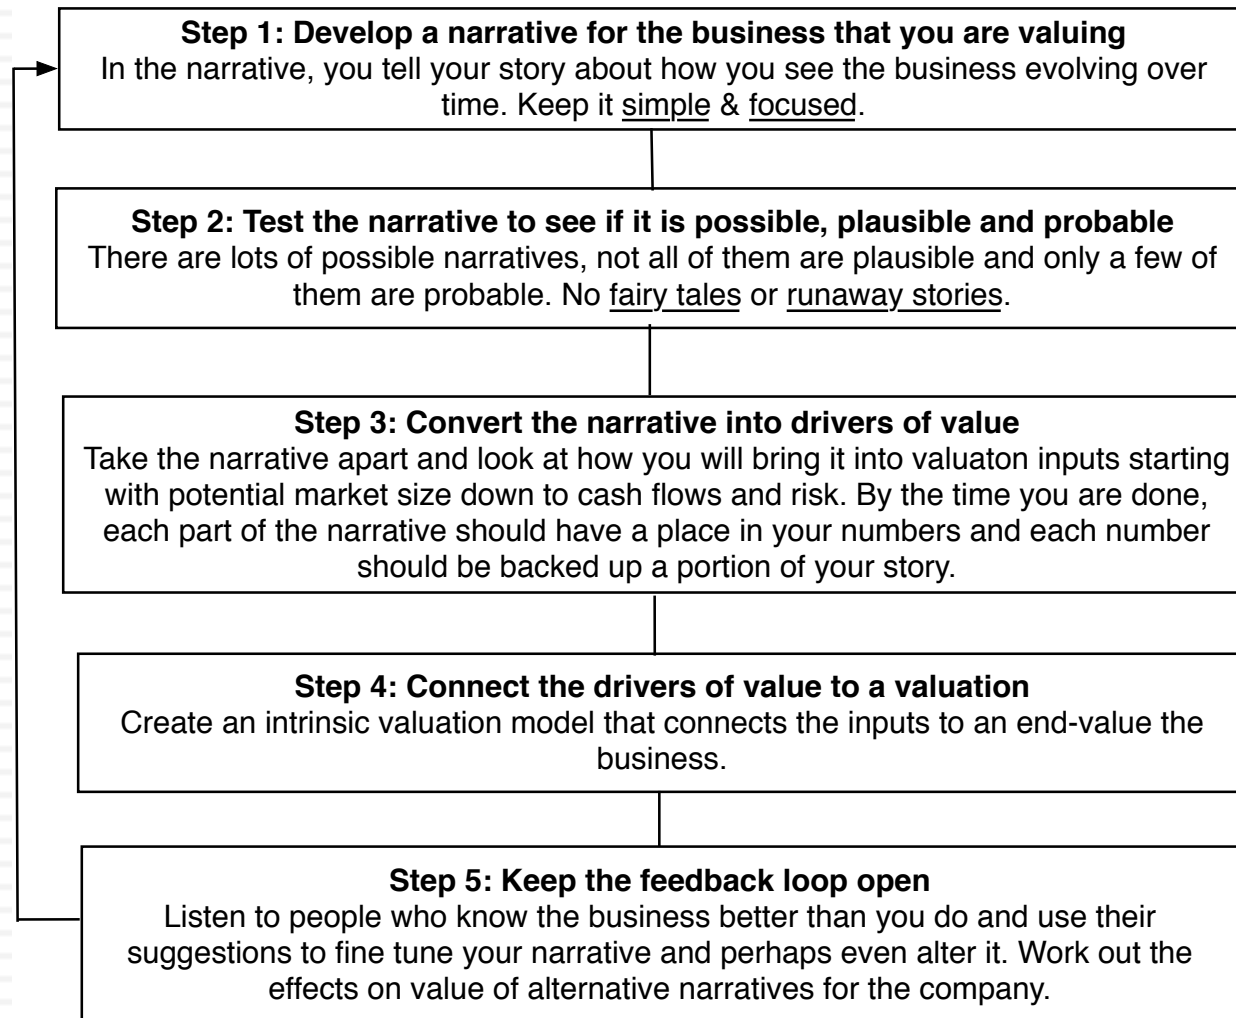 Step 1: Develop a narrative for the business that you are valuing
In the narrative, you tell your story about how you see the business evolving over
time. Keep it simple & focused.
Step 2: Test the narrative to see if it is possible, plausible and probable
There are lots of possible narratives, not all of them are plausible and only a few of
them are probable. No fairy tales or runaway stories.
Step 3: Convert the narrative into drivers of value
Take the narrative apart and look at how you will bring it into valuaton inputs starting
with potential market size down to cash flows and risk. By the time you are done,
each part of the narrative should have a place in your numbers and each number
should be backed up a portion of your story.
Step 4: Connect the drivers of value to a valuation
Create an intrinsic valuation model that connects the inputs to an end-value the
business.
Step 5: Keep the feedback loop open
Listen to people who know the business better than you do and use their
suggestions to fine tune your narrative and perhaps even alter it. Work out the
effects on value of alternative narratives for the company.